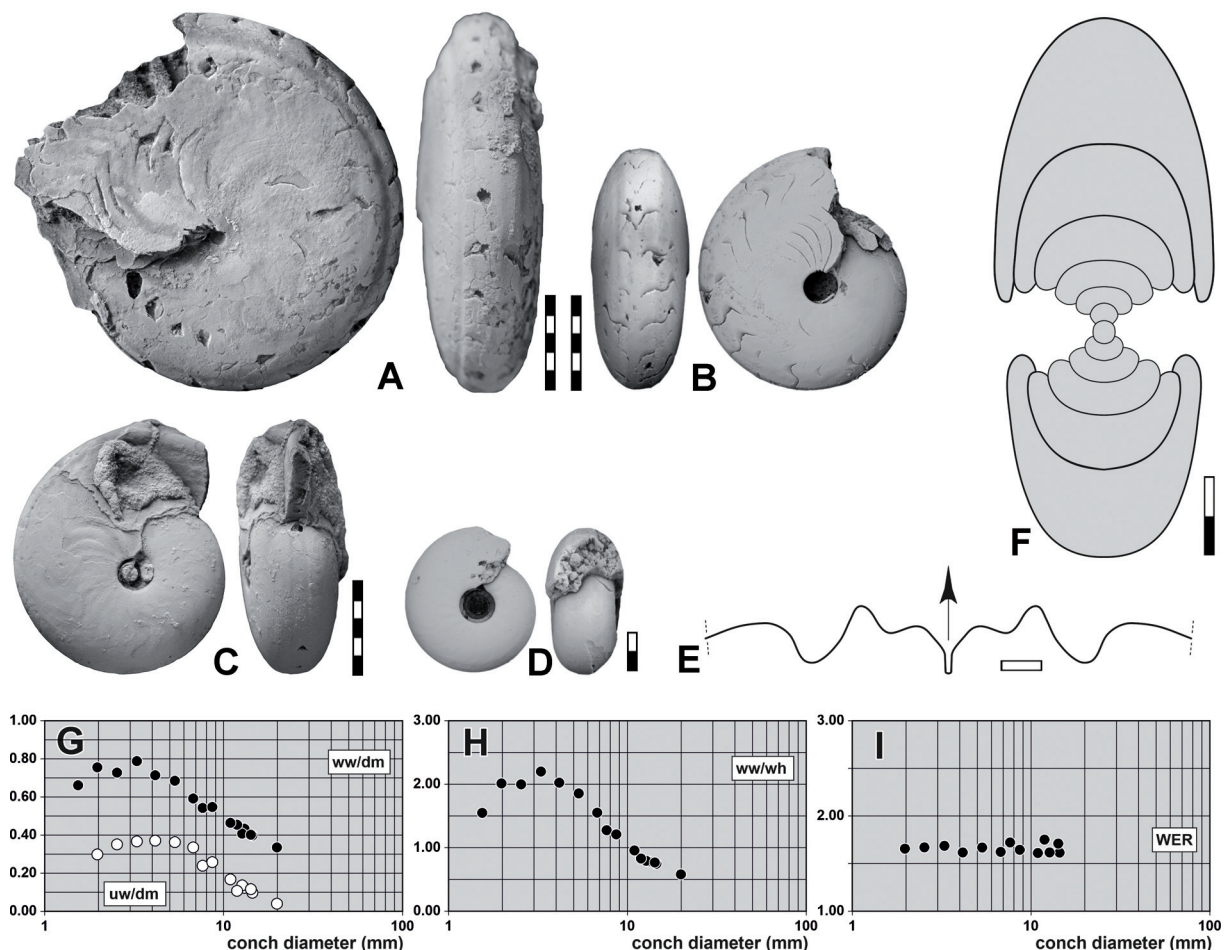 A
B
C
D
E
F
G
ww/dm
uw/dm
1.00
0.80
0.60
0.40
0.20
0.00
1
10
100
conch diameter (mm)
H
ww/wh
3.00
2.00
1.00
0.00
1
10
100
conch diameter (mm)
I
WER
3.00
2.00
1.00
1
10
100
conch diameter (mm)